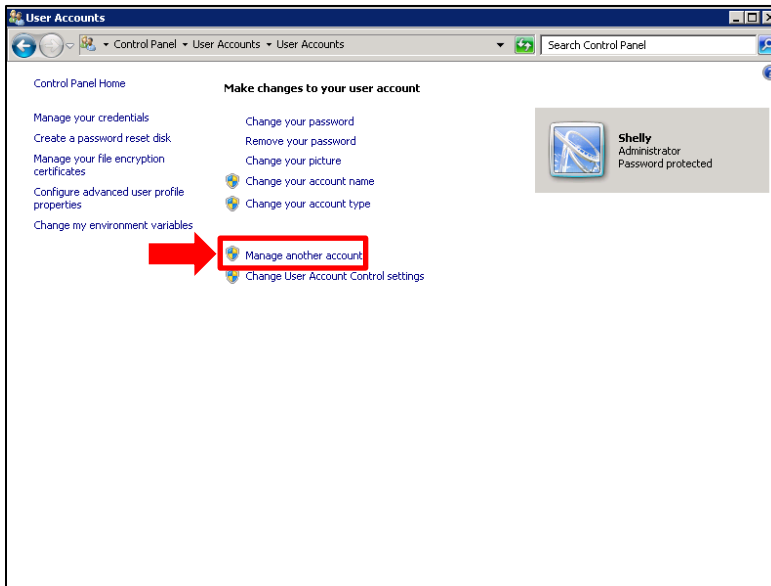 User Accounts
Control Panel User Accounts User Accounts
Search Control Panel
Control Panel Home
Manage your credentials
Create a password reset disk
Manage your file encryption
certificates
Configure advanced user profile
properties
Change my environment variables
Make changes to your user account
Change your password
Remove your password
Change your picture
Change your account name
Change your account type
Manage another account
Change User Account Control settings
Shelly
Administrator
Password protected